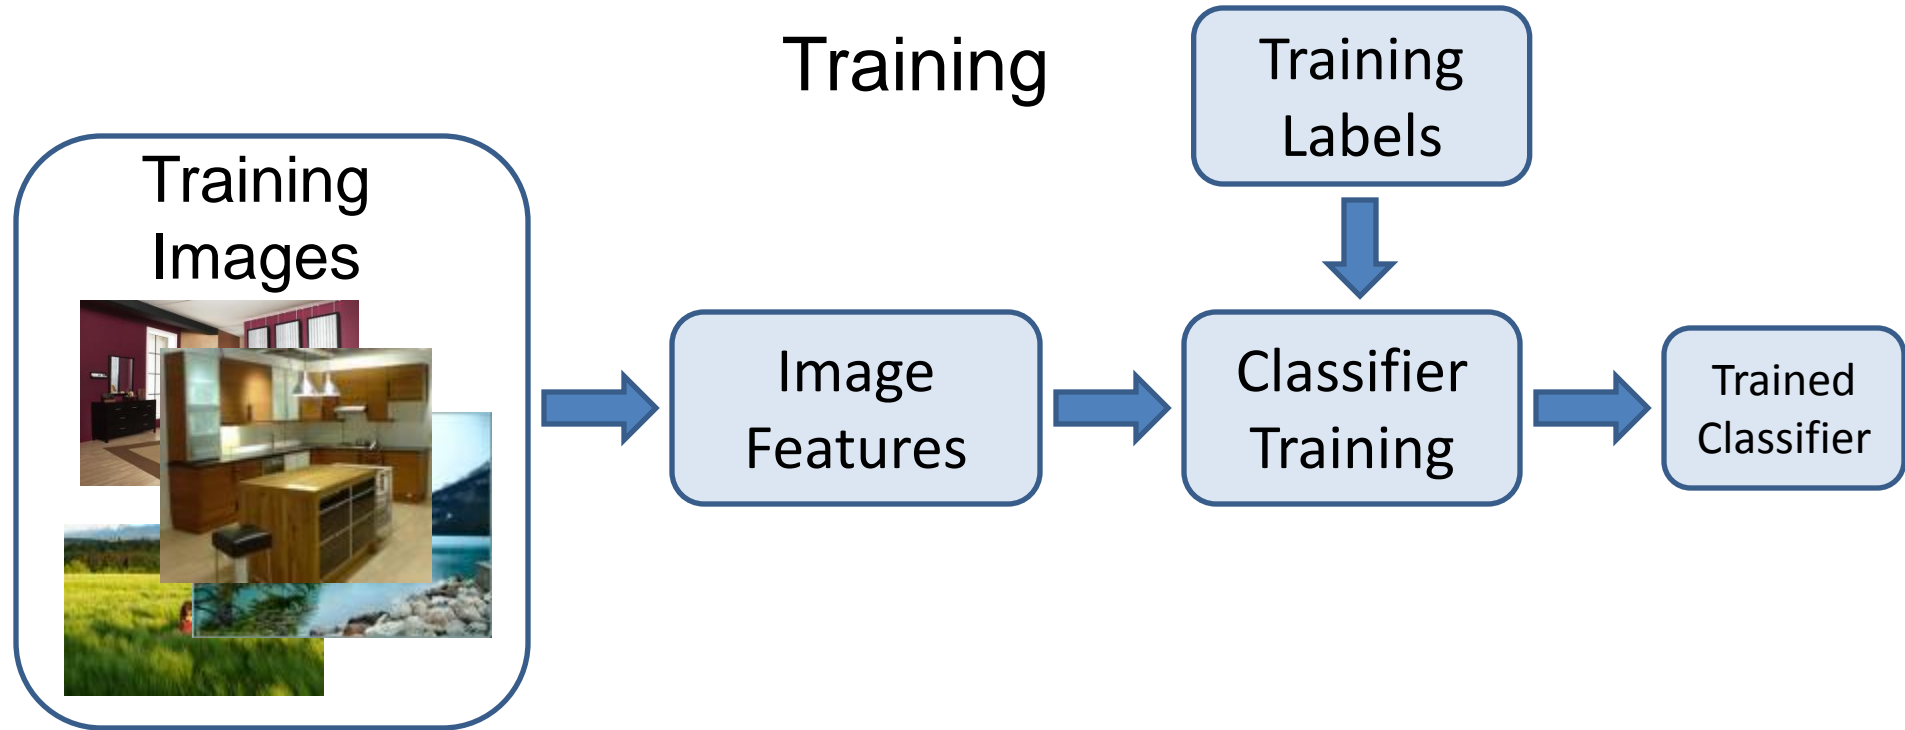 Training
Training
Labels
Training
Images
Image
Features
Classifier
Training
Trained
Classifier